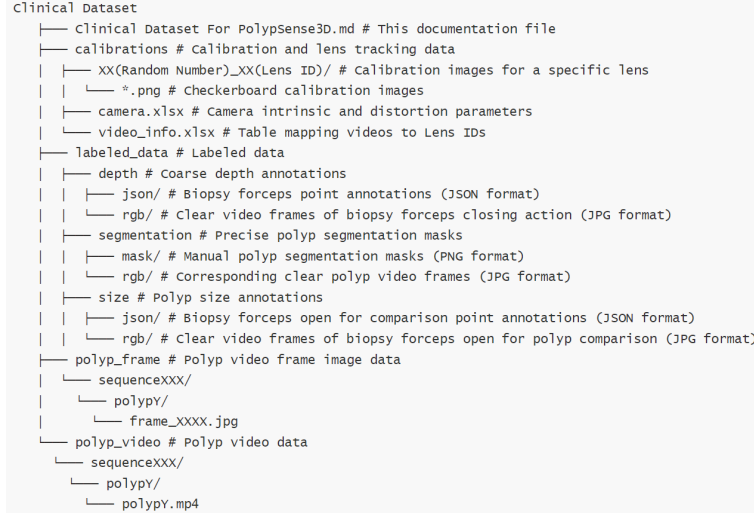 Clinical Dataset
├── Clinical Dataset For PolypSense3D.md # This documentation file
├── calibrations # Calibration and lens tracking data
│ ├── XX(Random Number)_XX(Lens ID)/ # Calibration images for a specific lens
│ │ └── *.png # Checkerboard calibration images
│ ├── camera.xlsx # Camera intrinsic and distortion parameters
│ └── video_info.xlsx # Table mapping videos to Lens IDs
├── labeled_data # Labeled data
│ ├── depth # Coarse depth annotations
│ │ ├── json/ # Biopsy forceps point annotations (JSON format)
│ │ └── rgb/ # Clear video frames of biopsy forceps closing action (JPG format)
│ ├── segmentation # Precise polyp segmentation masks
│ │ ├── mask/ # Manual polyp segmentation masks (PNG format)
│ │ └── rgb/ # Corresponding clear polyp video frames (JPG format)
│ ├── size # Polyp size annotations
│ │ ├── json/ # Biopsy forceps open for comparison point annotations (JSON format)
│ │ └── rgb/ # Clear video frames of biopsy forceps open for polyp comparison (JPG format)
├── polyp_frame # Polyp video frame image data
│ └── sequenceXXX/
│ └── polypY/
│ └── frame_XXXX.jpg
└── polyp_video # Polyp video data
└── sequenceXXX/
└── polypY/
└── polypY.mp4